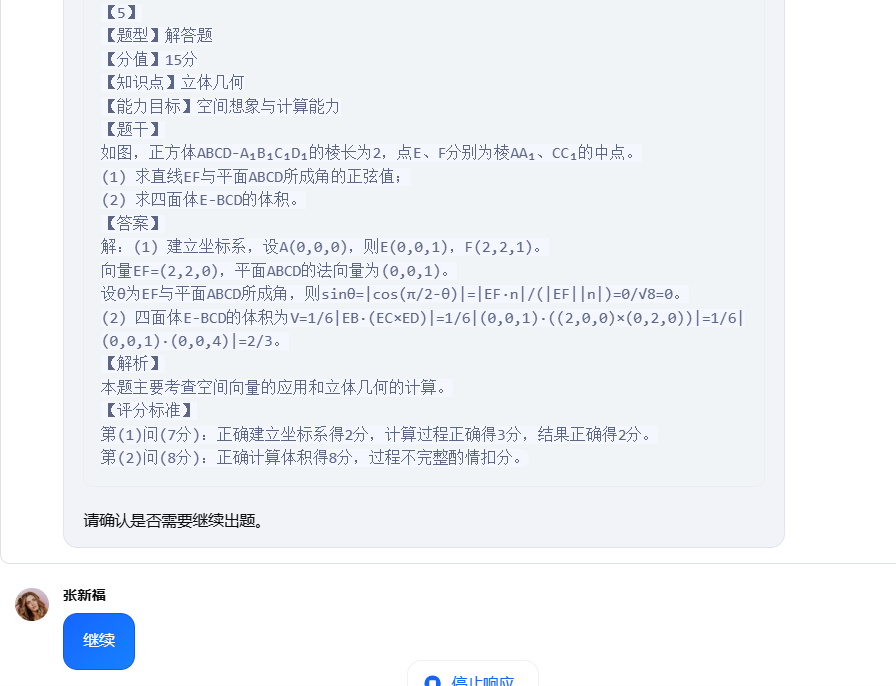 【5】
【题型】解答题
【分值】15分
【知识点】立体几何
【能力目标】空间想象与计算能力
【题干】
如图，正方体ABCD-A₁B₁C₁D₁的棱长为2，点E、F分别为棱AA₁、CC₁的中点。
(1) 求直线EF与平面ABCD所成角的正弦值；
(2) 求四面体E-BCD的体积。
【答案】
解：(1) 建立坐标系，设A(0,0,0)，则E(0,0,1)，F(2,2,1)。
向量EF=(2,2,0)，平面ABCD的法向量为(0,0,1)。
设θ为EF与平面ABCD所成角，则sinθ=|cos(π/2-θ)|=|EF·n|/(|EF||n|)=0/√8=0。
(2) 四面体E-BCD的体积为V=1/6|EB·(EC×ED)|=1/6|(0,0,1)·((2,0,0)×(0,2,0))|=1/6|
(0,0,1)·(0,0,4)|=2/3。
【解析】
本题主要考查空间向量的应用和立体几何的计算。
【评分标准】
第(1)问(7分)：正确建立坐标系得2分，计算过程正确得3分，结果正确得2分。
第(2)问(8分)：正确计算体积得8分，过程不完整酌情扣分。
请确认是否需要继续出题。
张新福
继续
停止响应